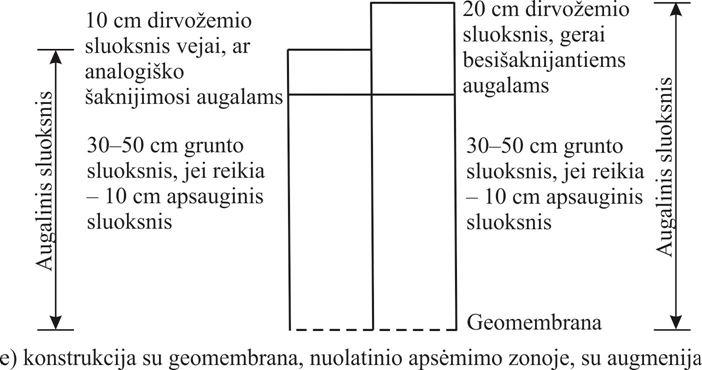 10 cm dirvožemio
sluoksnis vejai, ar
analogiško
šaknijimosi augalams
20 cm dirvožemio
sluoksnis, gerai
besišaknijantiems
augalams
Augalinis sluoksnis
30–50 cm grunto
sluoksnis, jei reikia
– 10 cm apsauginis
sluoksnis
30–50 cm grunto
sluoksnis, jei reikia
– 10 cm apsauginis
sluoksnis
Augalinis sluoksnis
Geomembrana
e) konstrukcija su geomembrana, nuolatinio apsėmimo zonoje, su augmenija